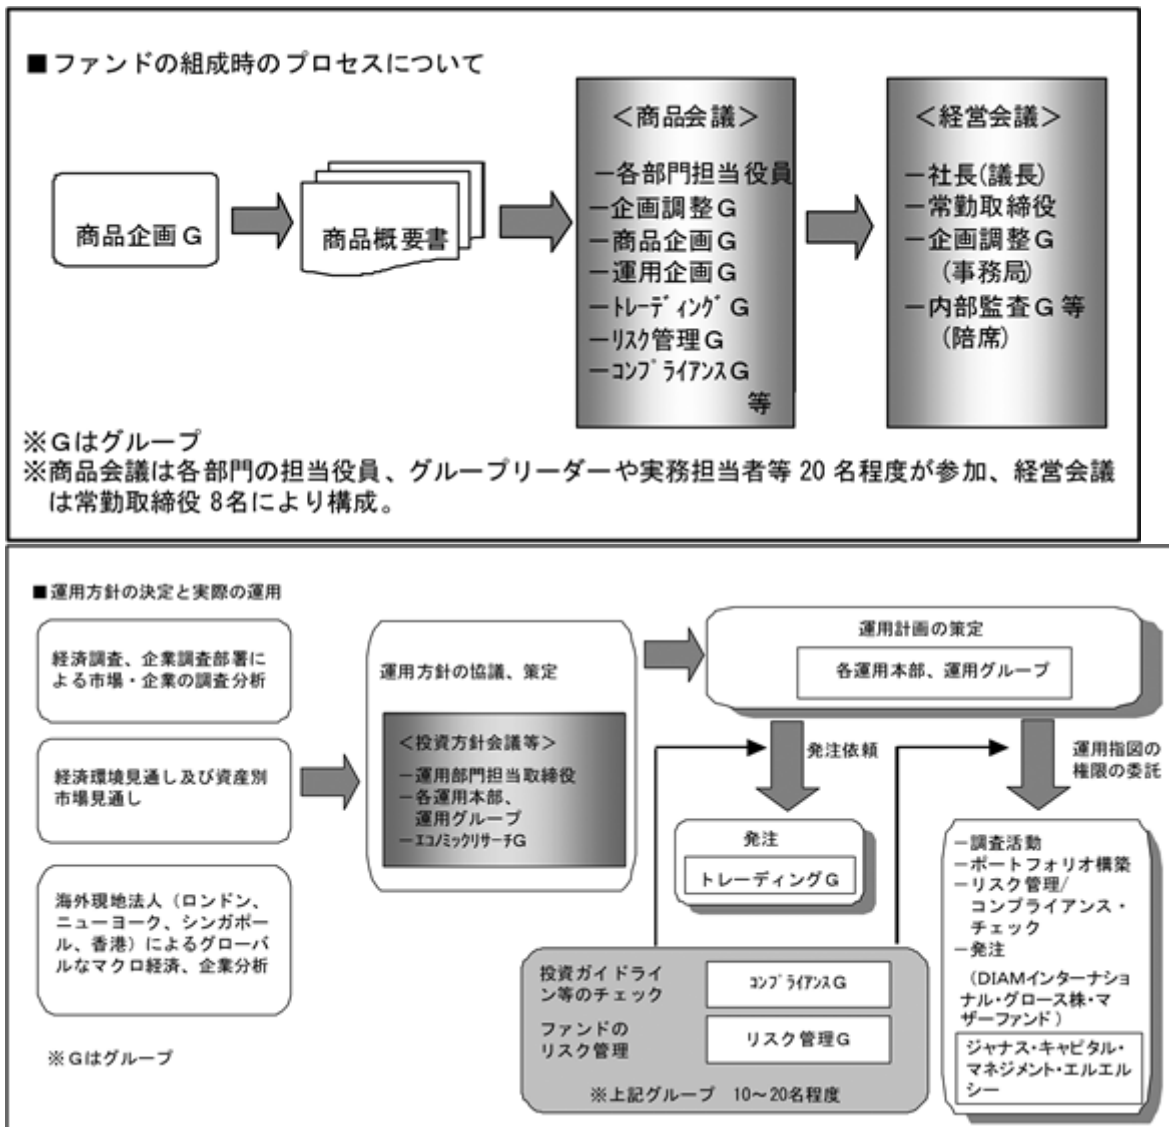 ■ファンドの組成時のプロセスについて
商品企画G
商品概要書
＜商品会議＞
－各部門担当役員
－企画調整G
－商品企画G
－運用企画G
－ﾄﾚｰﾃﾞｨﾝｸﾞG
－ﾘｽｸ管理G
－ｺﾝﾌﾟﾗｲｱﾝｽG
等
＜経営会議＞
－社長(議長)
－常勤取締役
－企画調整G
(事務局)
－内部監査G等
(陪席)
※Gはグループ
※商品会議は各部門の担当役員、グループリーダーや実務担当者等 20 名程度が参加、経営会議
は常勤取締役 8名により構成。
■運用方針の決定と実際の運用
経済調査、企業調査部署に
よる市場・企業の調査分析
経済環境見通し及び資産別
市場見通し
海外現地法人（ロンドン、
ニューヨーク、シンガポー
ル、香港）によるグローバ
ルなマクロ経済、企業分析
※Gはグループ
運用方針の協議、策定
＜投資方針会議等＞
－運用部門担当取締役
－各運用本部、
運用グループ
－ｴｺﾉﾐｯｸﾘｻｰﾁG
運用計画の策定
各運用本部、運用グループ
発注依頼
運用指図の
権限の委託
発注
トレーディングG
投資ガイドライ
ン等のチェック
ｺﾝﾌﾟﾗｲｱﾝｽG
ファンドの
リスク管理
リスク管理G
※上記グループ　10～20名程度
－調査活動
－ポートフォリオ構築
－リスク管理/
コンプライアンス・
チェック
－発注
（DIAMインターナショ
ナル・グロース株・マ
ザーファンド）
ジャナス・キャピタル・
マネジメント・エルエル
シー